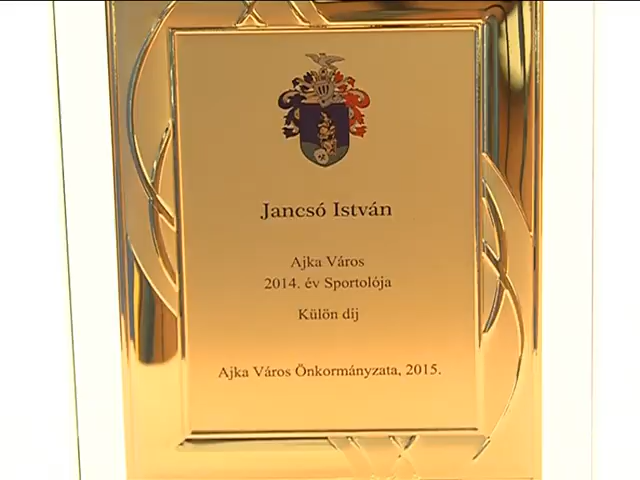 Jancsó István
Ajka Város
2014. év Sportolója
Külön díj
Ajka Város Önkormányzata, 2015.